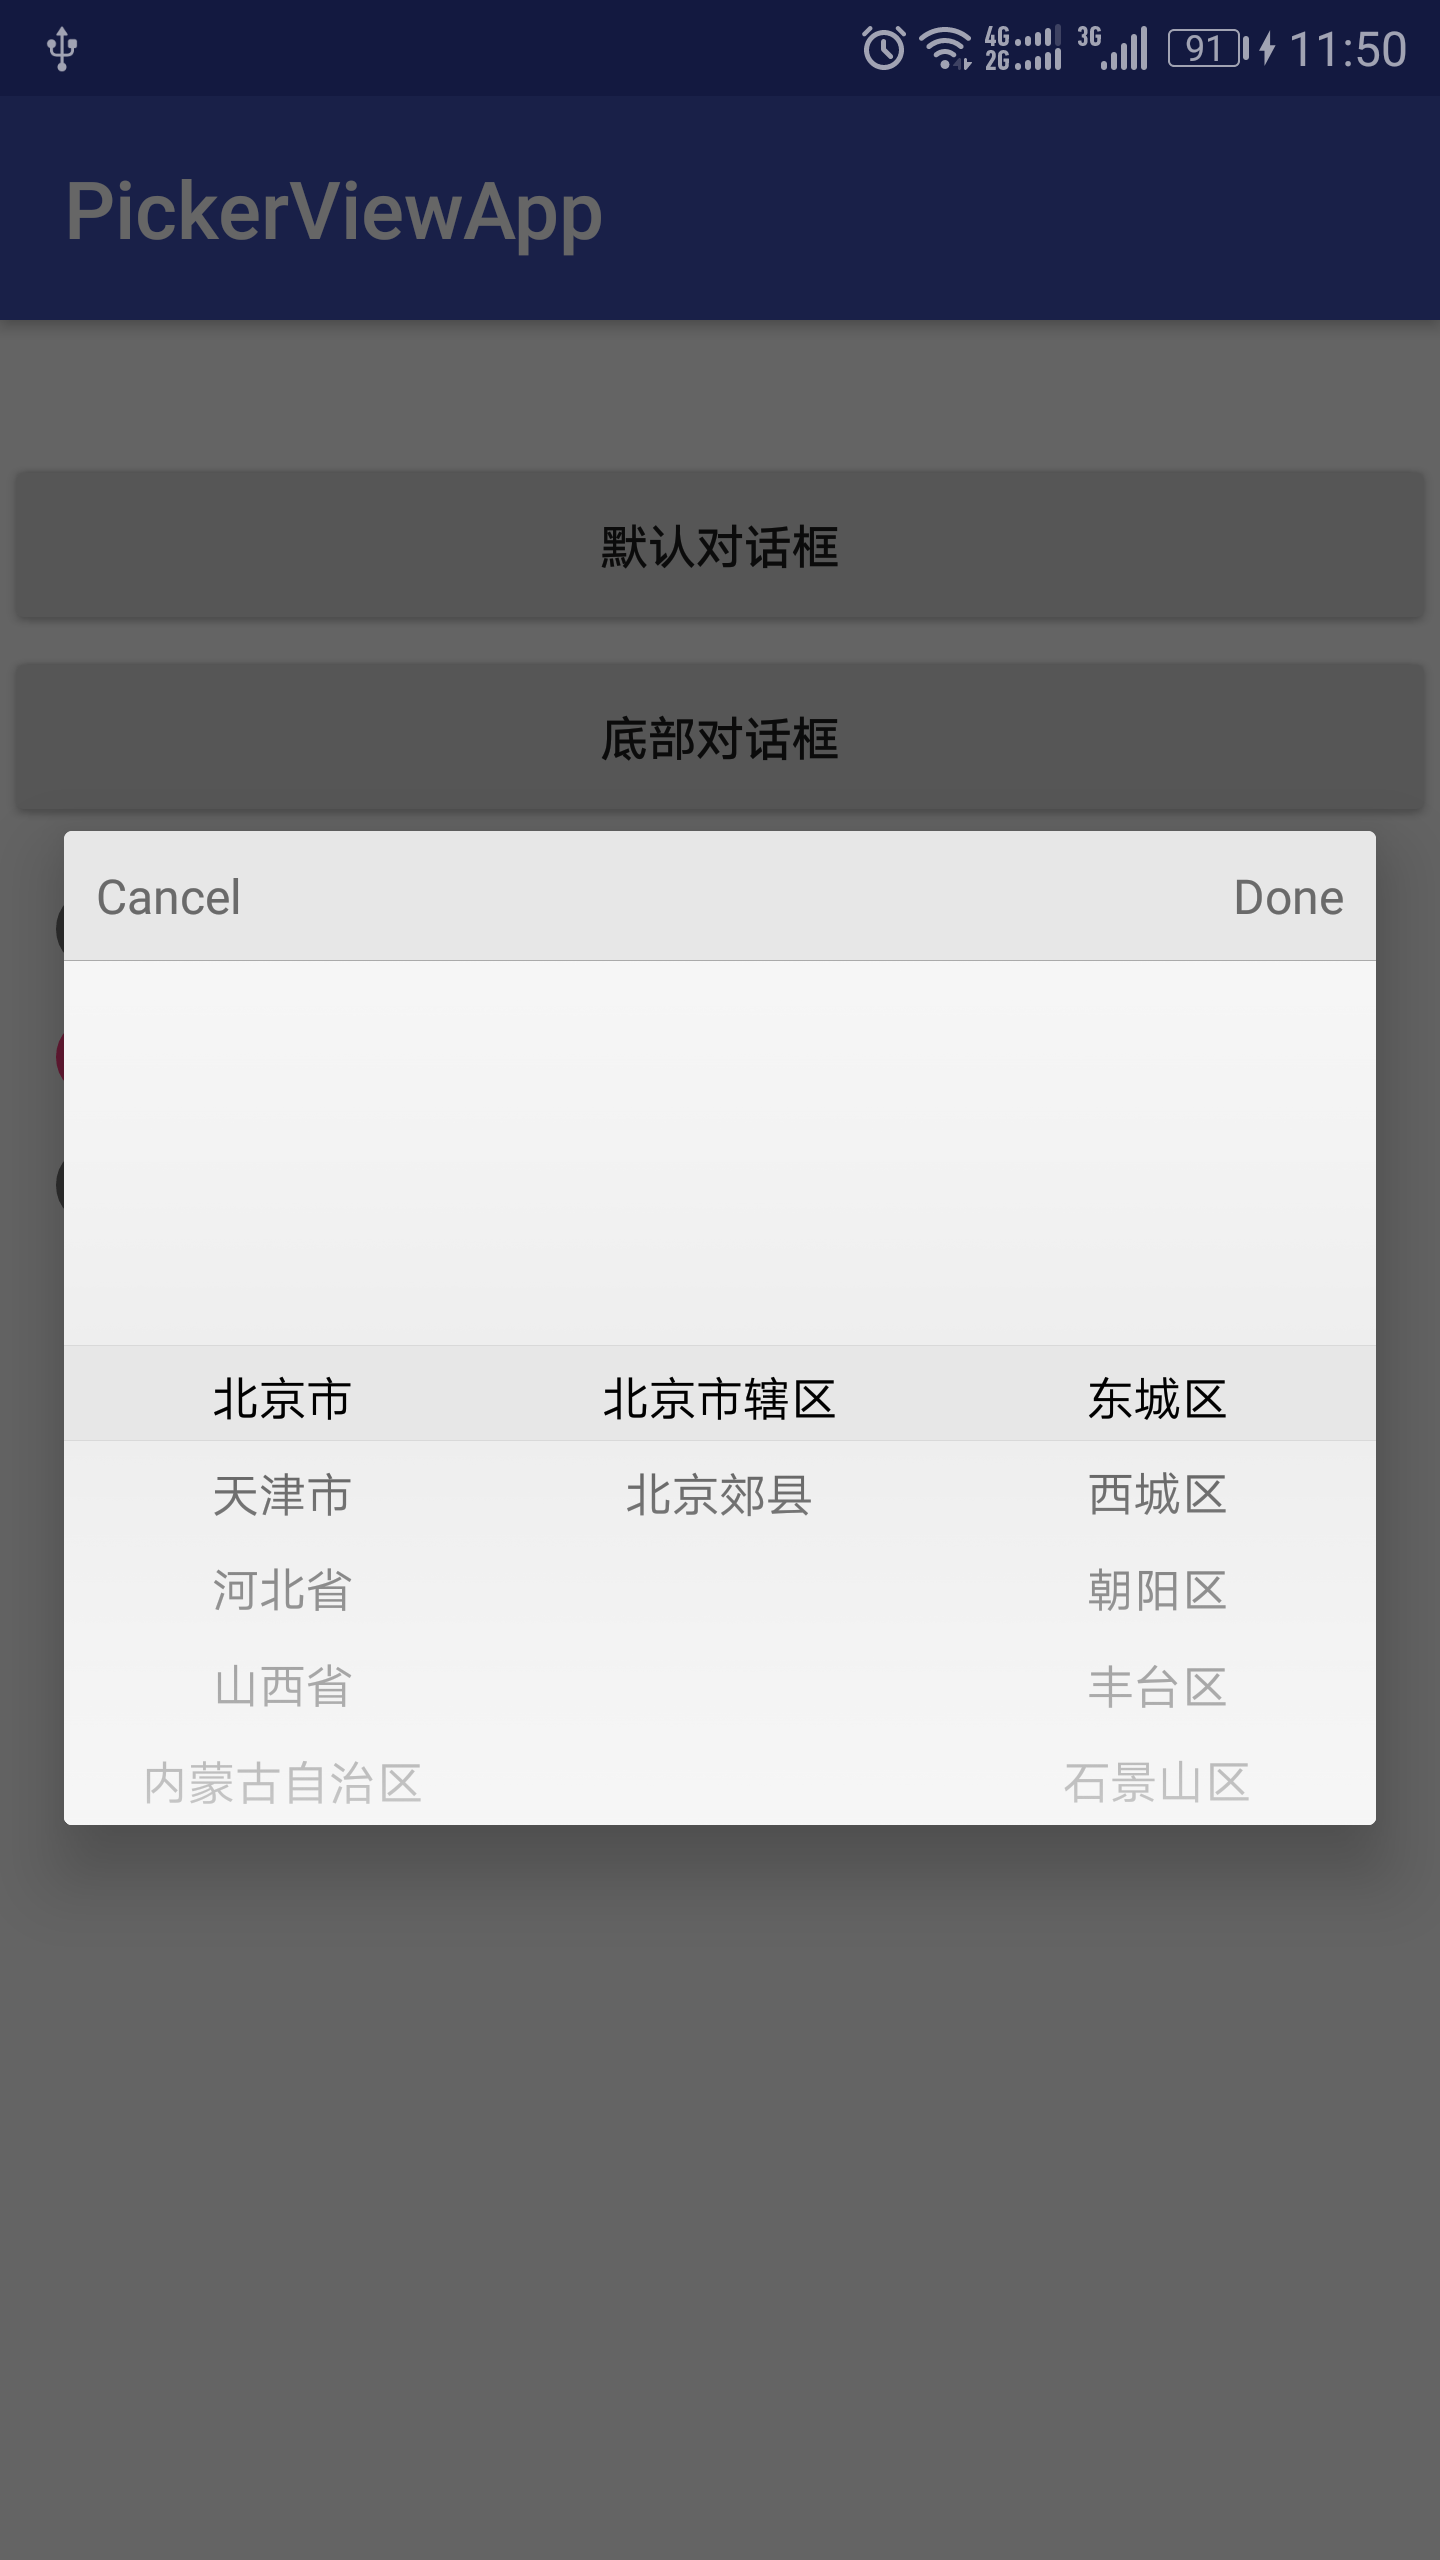 4G 2G 3G 91 11:50
PickerViewApp
默认对话框
底部对话框
Cancel Done
北京市 北京市辖区 东城区
天津市 北京郊县 西城区
河北省 朝阳区
山西省 丰台区
内蒙古自治区 石景山区